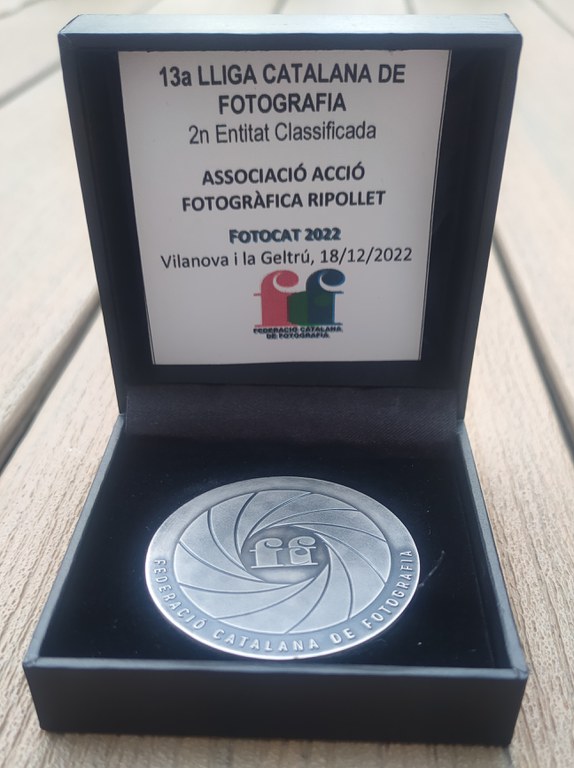 13a LLIGA CATALANA DE
FOTOGRAFIA
2n Entitat Classificada
ASSOCIACIÓ ACCIÓ
FOTOGRÀFICA RIPOLLET
FOTOCAT 2022
Vilanova i la Geltrú, 18/12/2022
FEDERACIÓ CATALANA
DE FOTOGRAFIA
FEDERACIÓ CATALANA DE FOTOGRAFIA